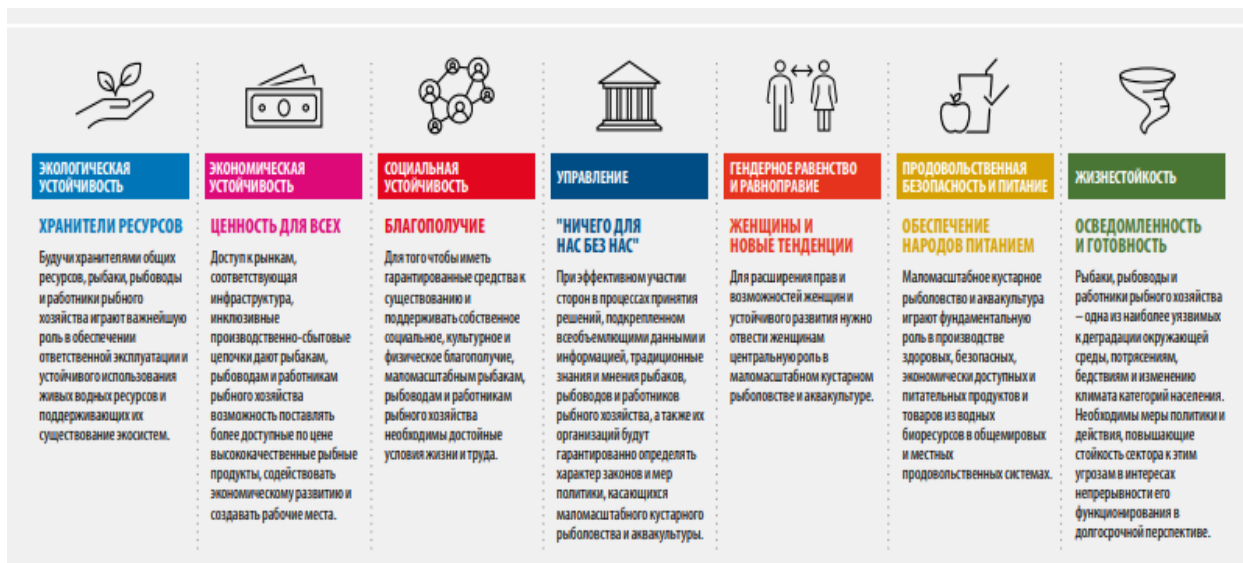 ЭКОЛОГИЧЕСКАЯ
УСТОЙЧИВОСТЬ
ХРАНИТЕЛИ РЕСУРСОВ
Будучи хранителями общих
ресурсов, рыбаки, рыбоводы
и работники рыбного
хозяйства играют важнейшую
роль в обеспечении
ответственной эксплуатации и
устойчивого использования
живых водных ресурсов и
поддерживающих их
существование экосистем.
ЭКОНОМИЧЕСКАЯ
УСТОЙЧИВОСТЬ
ЦЕННОСТЬ ДЛЯ ВСЕХ
Доступ к рынкам,
соответствующая
инфраструктура,
инклюзивные
производственно-сбытовые
цепочки дают рыбакам,
рыбоводам и работникам
рыбного хозяйства
возможность поставлять
более доступные по цене
высококачественные рыбные
продукты, содействовать
экономическому развитию и
создавать рабочие места.
СОЦИАЛЬНАЯ
УСТОЙЧИВОСТЬ
БЛАГОПОЛУЧИЕ
Для того чтобы иметь
гарантированные средства к
существованию и
поддерживать собственное
социальное, культурное и
физическое благополучие,
маломасштабным рыбакам,
рыбоводам и работникам
рыбного хозяйства
необходимы достойные
условия жизни и труда.
УПРАВЛЕНИЕ
"НИЧЕГО ДЛЯ
НАС БЕЗ НАС"
При эффективном участии
сторон в процессах принятия
решений, подкрепленном
всеобъемлющими данными и
информацией, традиционные
знания и мнения рыбаков,
рыбоводов и работников
рыбного хозяйства, а также их
организаций будут
гарантированно определять
характер законов и мер
политики, касающихся
маломасштабного кустарного
рыболовства и аквакультуры.
ГЕНДЕРНОЕ РАВЕНСТВО
И РАВНОПРАВИЕ
ЖЕНЩИНЫ И
НОВЫЕ ТЕНДЕНЦИИ
Для расширения прав и
возможностей женщин и
устойчивого развития нужно
отвести женщинам
центральную роль в
маломасштабном кустарном
рыболовстве и аквакультуре.
ПРОДОВОЛЬСТВЕННАЯ
БЕЗОПАСНОСТЬ И ПИТАНИЕ
ОБЕСПЕЧЕНИЕ
НАРОДОВ ПИТАНИЕМ
Маломасштабное кустарное
рыболовство и аквакультура
играют фундаментальную
роль в производстве
здоровых, безопасных,
экономически доступных и
питательных продуктов и
товаров из водных
биоресурсов в общемировых
и местных
продовольственных системах.
ЖИЗНЕСТОЙКОСТЬ
ОСВЕДОМЛЕННОСТЬ
И ГОТОВНОСТЬ
Рыбаки, рыбоводы и
работники рыбного хозяйства
– одна из наиболее уязвимых
к деградации окружающей
среды, потрясениям,
бедствиям и изменению
климата категорий населения.
Необходимы меры политики и
действия, повышающие
стойкость сектора к этим
угрозам в интересах
непрерывности его
функционирования в
долгосрочной перспективе.